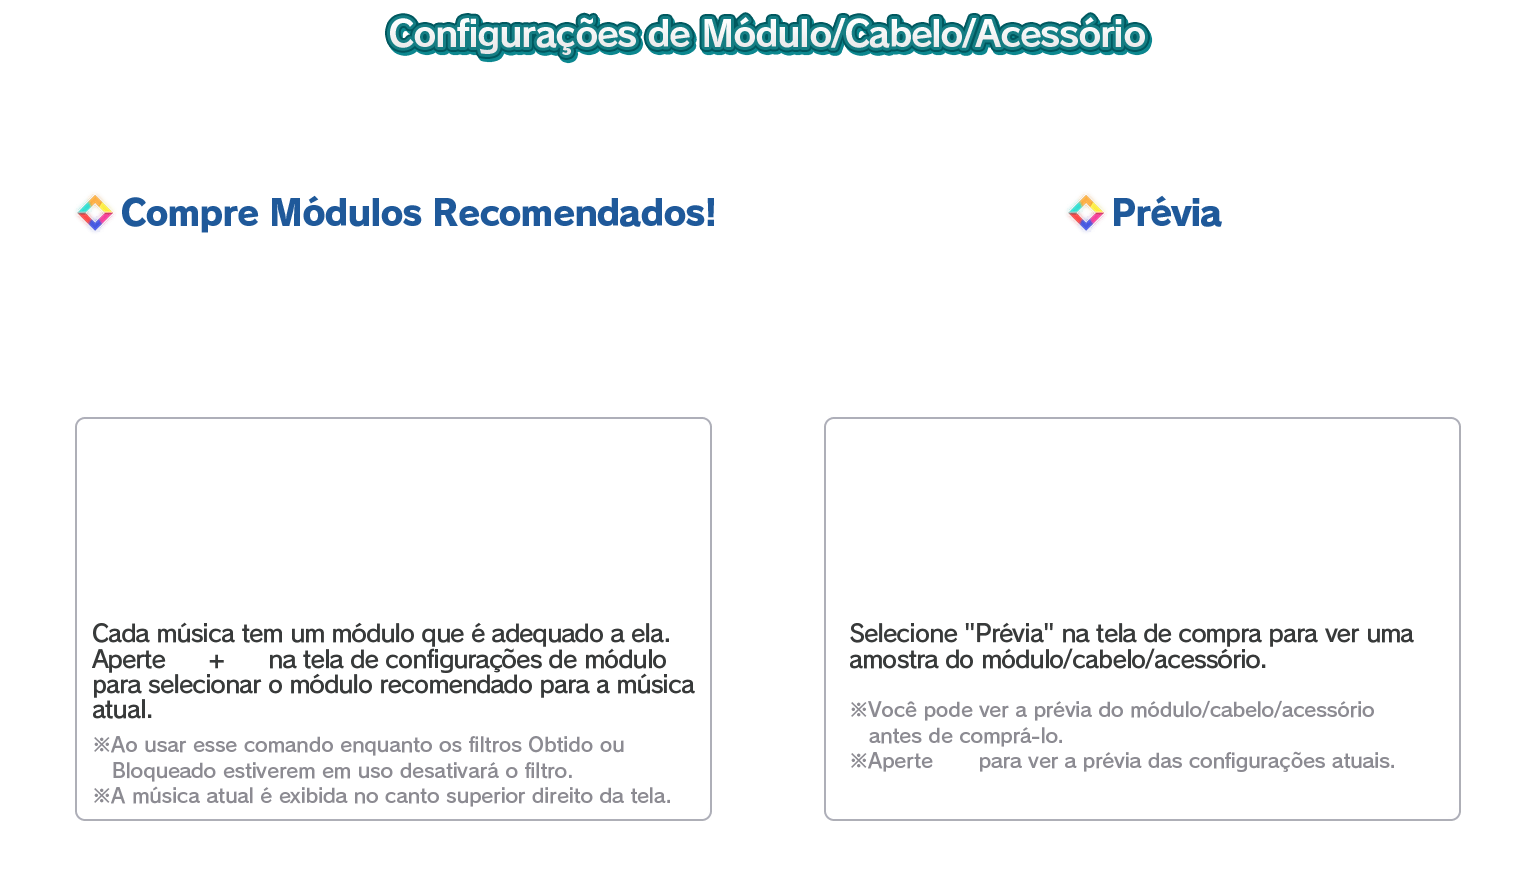 Configurações de Módulo/Cabelo/Acessório
Compre Módulos Recomendados!
Cada música tem um módulo que é adequado a ela.
Aperte + na tela de configurações de módulo
para selecionar o módulo recomendado para a música
atual.
※Ao usar esse comando enquanto os filtros Obtido ou
Bloqueado estiverem em uso desativará o filtro.
※A música atual é exibida no canto superior direito da tela.
Prévia
Selecione "Prévia" na tela de compra para ver uma
amostra do módulo/cabelo/acessório.
※Você pode ver a prévia do módulo/cabelo/acessório
antes de comprá-lo.
※Aperte para ver a prévia das configurações atuais.